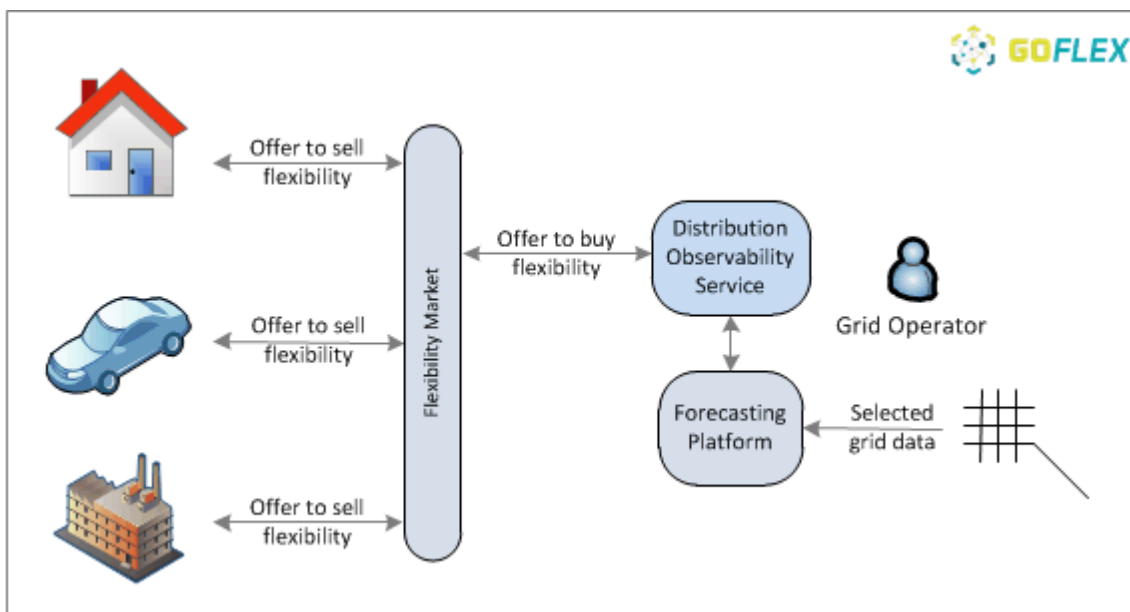 GOFLEX
Offer to sell
flexibility
Offer to sell
flexibility
Offer to sell
flexibility
Flexibility Market
Offer to buy
flexibility
Distribution
Observability
Service
Grid Operator
Forecasting
Platform
Selected
grid data